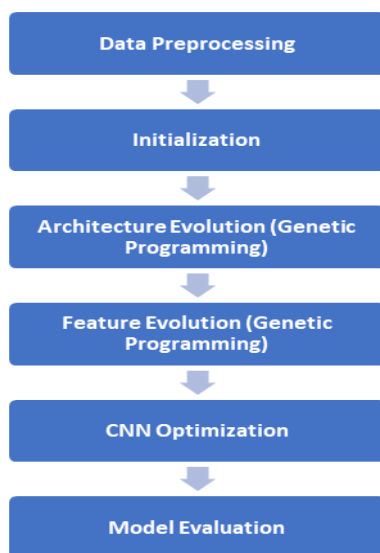 Data Preprocessing
Initialization
Architecture Evolution (Genetic
Programming)
Feature Evolution (Genetic
Programming)
CNN Optimization
Model Evaluation